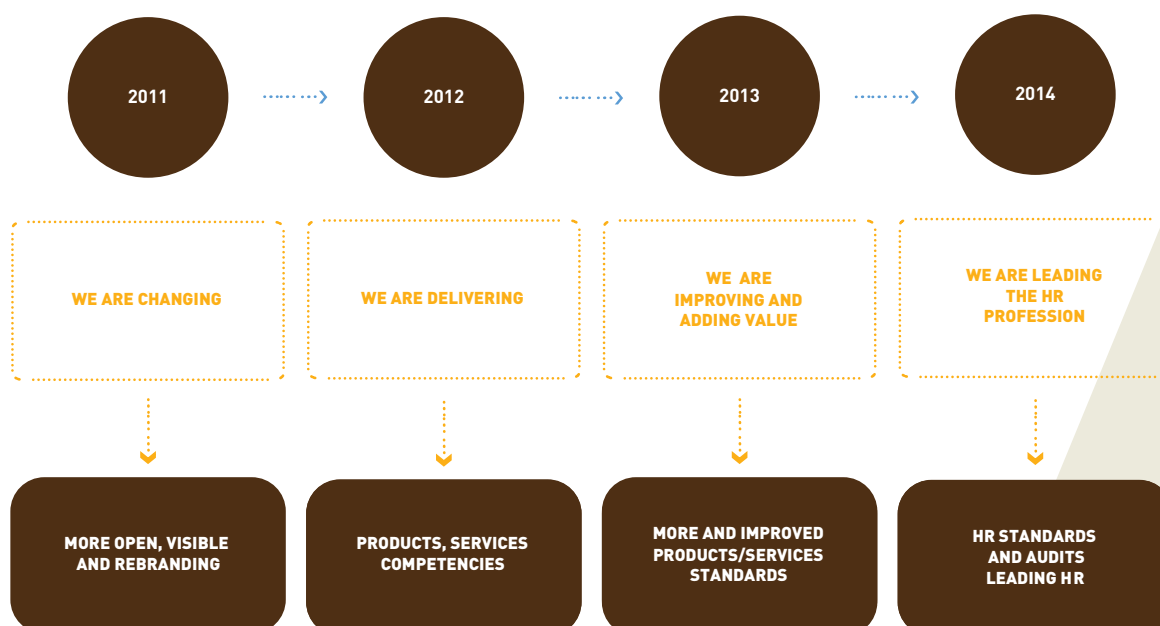 2011
2012
2013
2014
WE ARE CHANGING
WE ARE DELIVERING
WE ARE
IMPROVING AND
ADDING VALUE
WE ARE LEADING
THE HR
PROFESSION
MORE OPEN, VISIBLE
AND REBRANDING
PRODUCTS, SERVICES
COMPETENCIES
MORE AND IMPROVED
PRODUCTS/SERVICES
STANDARDS
HR STANDARDS
AND AUDITS
LEADING HR